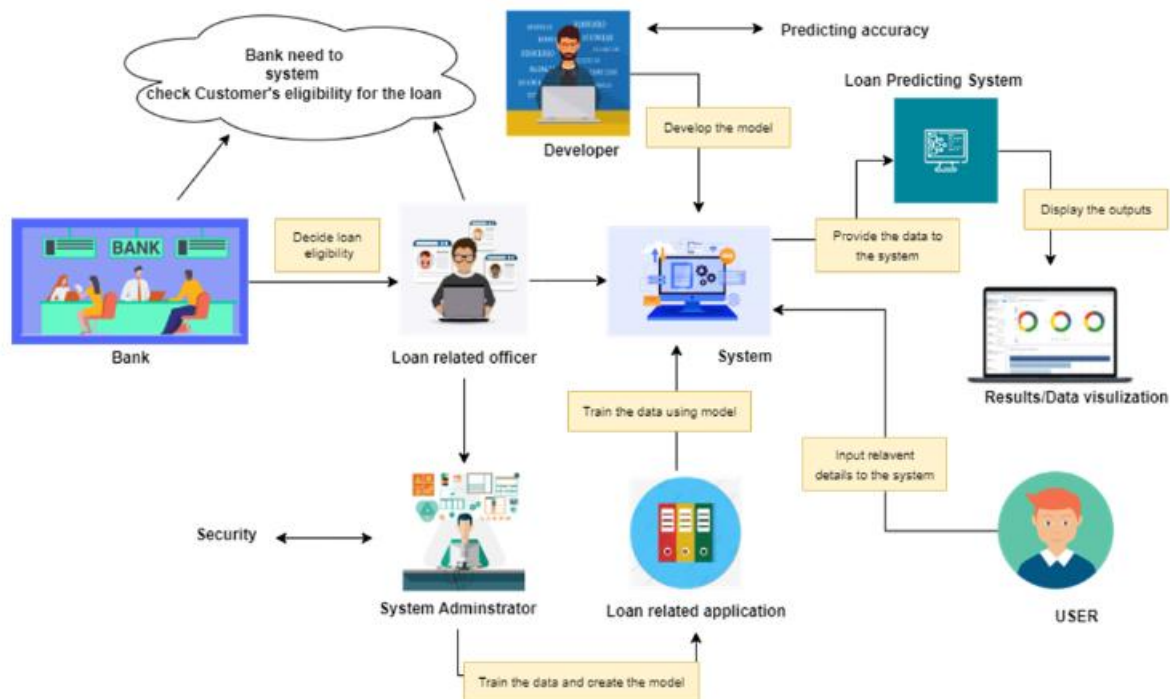 Bank need to
system
check Customer's eligibility for the loan
Predicting accuracy
Loan Predicting System
Develop the model
Developer
Display the outputs
Decide loan
eligibility
BANK
Provide the data to
the system
Bank
Loan related officer
System
Results/Data visulization
Train the data using model
Input relavent
details to the system
Security
System Adminstrator
Loan related application
USER
Train the data and create the model